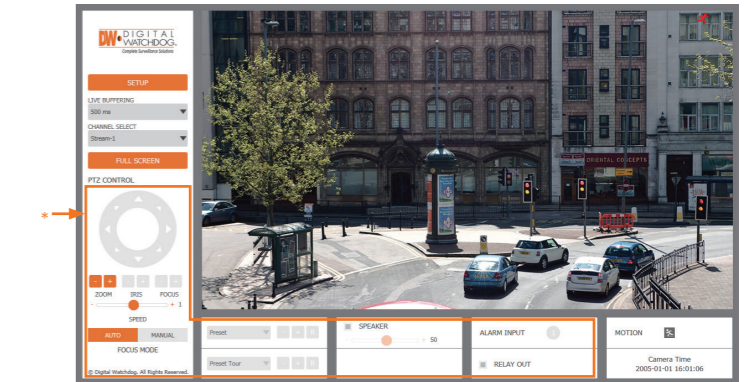 DW DIGITAL
WATCHDOG.
Complete Surveillance Solutions
SETUP
LIVE BUFFERING
500 ms
CHANNEL SELECT
Stream-1
FULL SCREEN
PTZ CONTROL
*
- +
ZOOM IRIS FOCUS
- + 1
SPEED
AUTO MANUAL
FOCUS MODE
© Digital Watchdog. All Rights Reserved.
ORIENTAL CONCEPTS
Preset
Preset Tour
SPEAKER
- + 50
ALARM INPUT 1
RELAY OUT
MOTION
Camera Time
2005-01-01 16:01:06